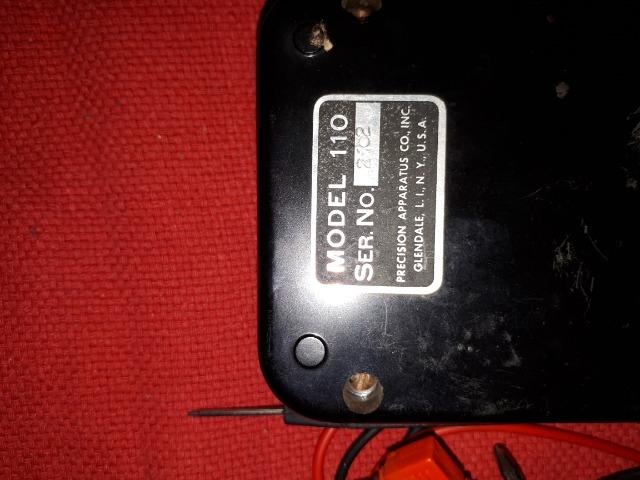 MODEL 110
SER. NO.
PRECISION APPARATUS CO., INC.
GLENDALE, L. I., N. Y., U.S.A.